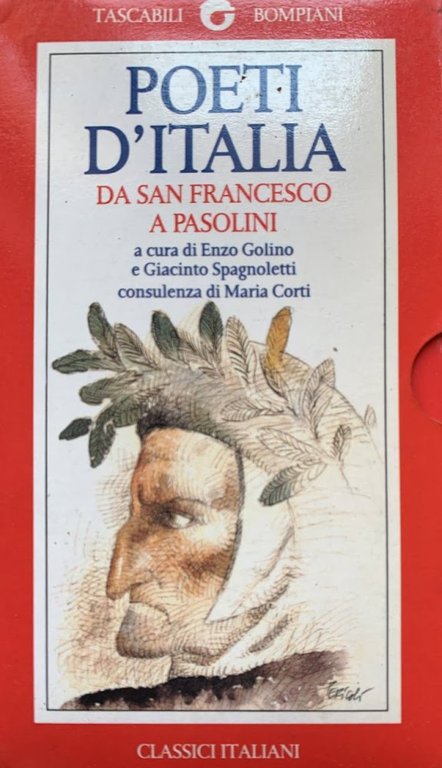 TASCABILI BOMPIANI
POETI
D'ITALIA
DA SAN FRANCESCO
A PASOLINI
a cura di Enzo Golino
e Giacinto Spagnoletti
consulenza di Maria Corti
CLASSICI ITALIANI